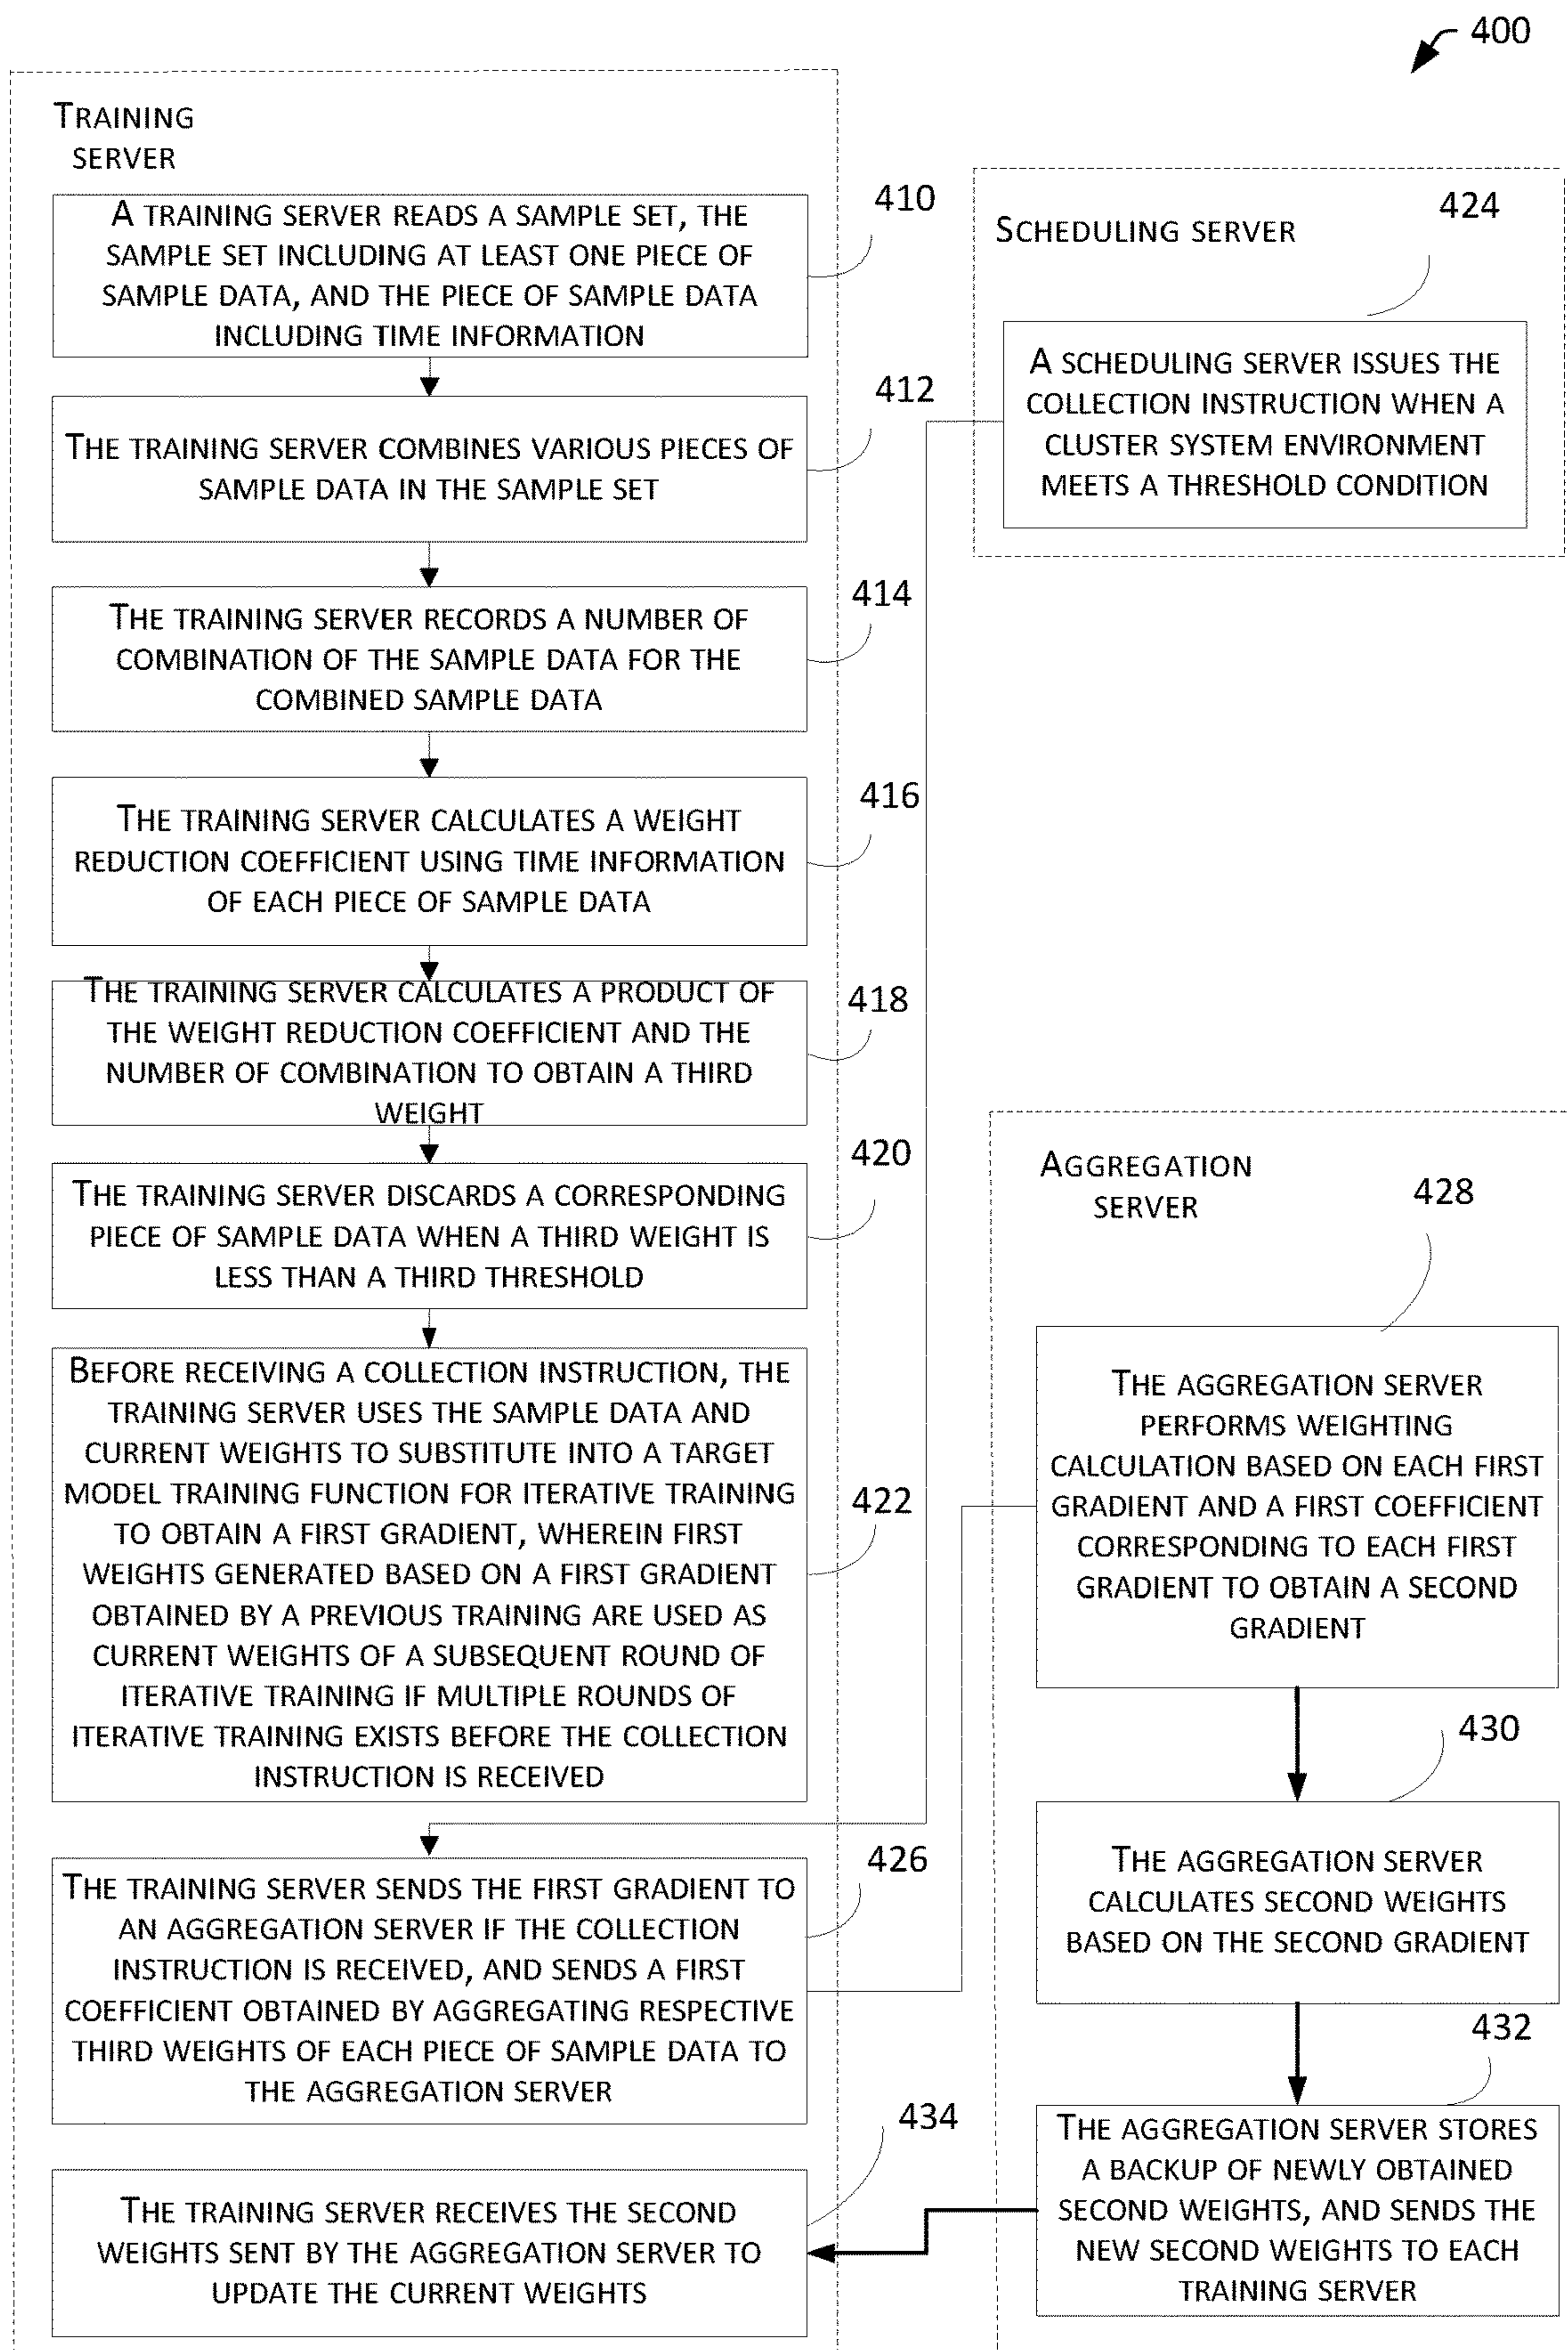 400
TRAINING
SERVER
A TRAINING SERVER READS A SAMPLE SET, THE
SAMPLE SET INCLUDING AT LEAST ONE PIECE OF
SAMPLE DATA, AND THE PIECE OF SAMPLE DATA
INCLUDING TIME INFORMATION
410
THE TRAINING SERVER COMBINES VARIOUS PIECES OF
SAMPLE DATA IN THE SAMPLE SET
412
THE TRAINING SERVER RECORDS A NUMBER OF
COMBINATION OF THE SAMPLE DATA FOR THE
COMBINED SAMPLE DATA
414
THE TRAINING SERVER CALCULATES A WEIGHT
REDUCTION COEFFICIENT USING TIME INFORMATION
OF EACH PIECE OF SAMPLE DATA
416
THE TRAINING SERVER CALCULATES A PRODUCT OF
THE WEIGHT REDUCTION COEFFICIENT AND THE
NUMBER OF COMBINATION TO OBTAIN A THIRD
WEIGHT
418
THE TRAINING SERVER DISCARDS A CORRESPONDING
PIECE OF SAMPLE DATA WHEN A THIRD WEIGHT IS
LESS THAN A THIRD THRESHOLD
420
BEFORE RECEIVING A COLLECTION INSTRUCTION, THE
TRAINING SERVER USES THE SAMPLE DATA AND
CURRENT WEIGHTS TO SUBSTITUTE INTO A TARGET
MODEL TRAINING FUNCTION FOR ITERATIVE TRAINING
TO OBTAIN A FIRST GRADIENT, WHEREIN FIRST
WEIGHTS GENERATED BASED ON A FIRST GRADIENT
OBTAINED BY A PREVIOUS TRAINING ARE USED AS
CURRENT WEIGHTS OF A SUBSEQUENT ROUND OF
ITERATIVE TRAINING IF MULTIPLE ROUNDS OF
ITERATIVE TRAINING EXISTS BEFORE THE COLLECTION
INSTRUCTION IS RECEIVED
422
SCHEDULING SERVER
424
A SCHEDULING SERVER ISSUES THE
COLLECTION INSTRUCTION WHEN A
CLUSTER SYSTEM ENVIRONMENT
MEETS A THRESHOLD CONDITION
THE TRAINING SERVER SENDS THE FIRST GRADIENT TO
AN AGGREGATION SERVER IF THE COLLECTION
INSTRUCTION IS RECEIVED, AND SENDS A FIRST
COEFFICIENT OBTAINED BY AGGREGATING RESPECTIVE
THIRD WEIGHTS OF EACH PIECE OF SAMPLE DATA TO
THE AGGREGATION SERVER
426
AGGREGATION
SERVER
428
THE AGGREGATION SERVER
PERFORMS WEIGHTING
CALCULATION BASED ON EACH FIRST
GRADIENT AND A FIRST COEFFICIENT
CORRESPONDING TO EACH FIRST
GRADIENT TO OBTAIN A SECOND
GRADIENT
430
THE AGGREGATION SERVER
CALCULATES SECOND WEIGHTS
BASED ON THE SECOND GRADIENT
432
THE AGGREGATION SERVER STORES
A BACKUP OF NEWLY OBTAINED
SECOND WEIGHTS, AND SENDS THE
NEW SECOND WEIGHTS TO EACH
TRAINING SERVER
434
THE TRAINING SERVER RECEIVES THE SECOND
WEIGHTS SENT BY THE AGGREGATION SERVER TO
UPDATE THE CURRENT WEIGHTS